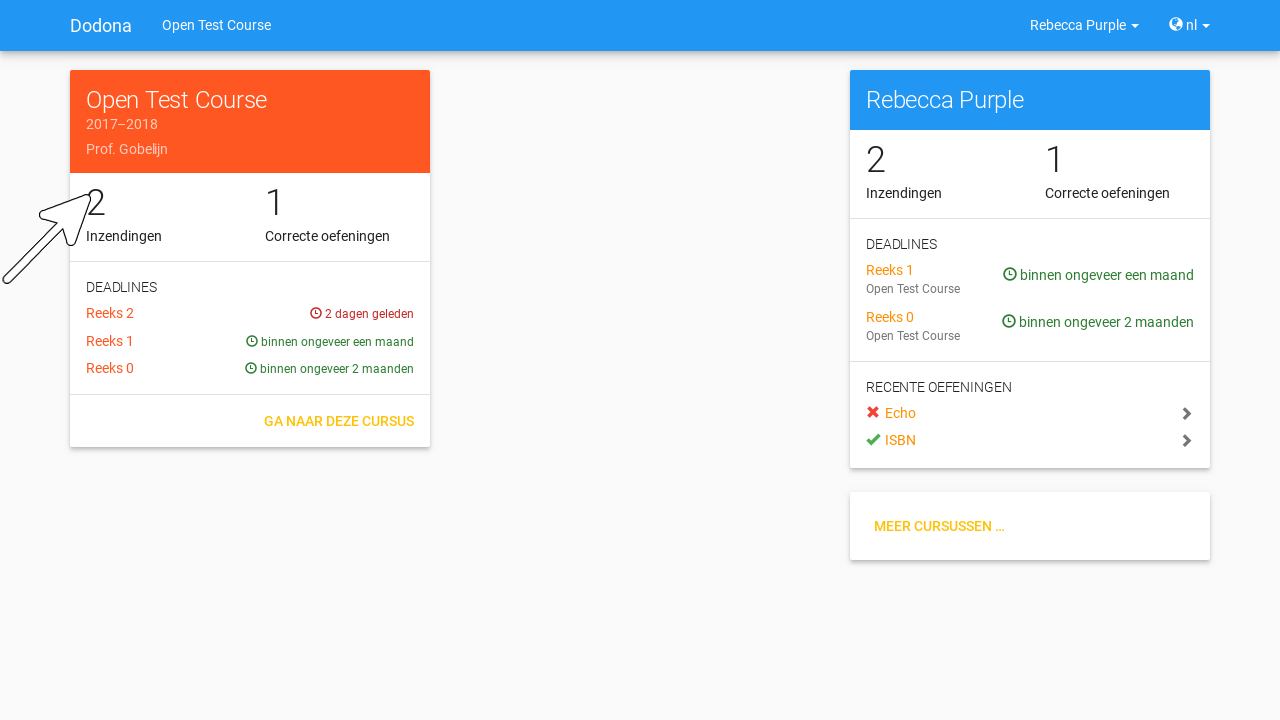 Dodona
Open Test Course
Rebecca Purple
nl
Open Test Course
2017–2018
Prof. Gobelijn
2
1
Inzendingen
Correcte oefeningen
DEADLINES
Reeks 2
2 dagen geleden
Reeks 1
binnen ongeveer een maand
Reeks 0
binnen ongeveer 2 maanden
GA NAAR DEZE CURSUS
Rebecca Purple
2
1
Inzendingen
Correcte oefeningen
DEADLINES
Reeks 1
Open Test Course
binnen ongeveer een maand
Reeks 0
Open Test Course
binnen ongeveer 2 maanden
RECENTE OEFENINGEN
Echo
ISBN
MEER CURSUSSEN ...